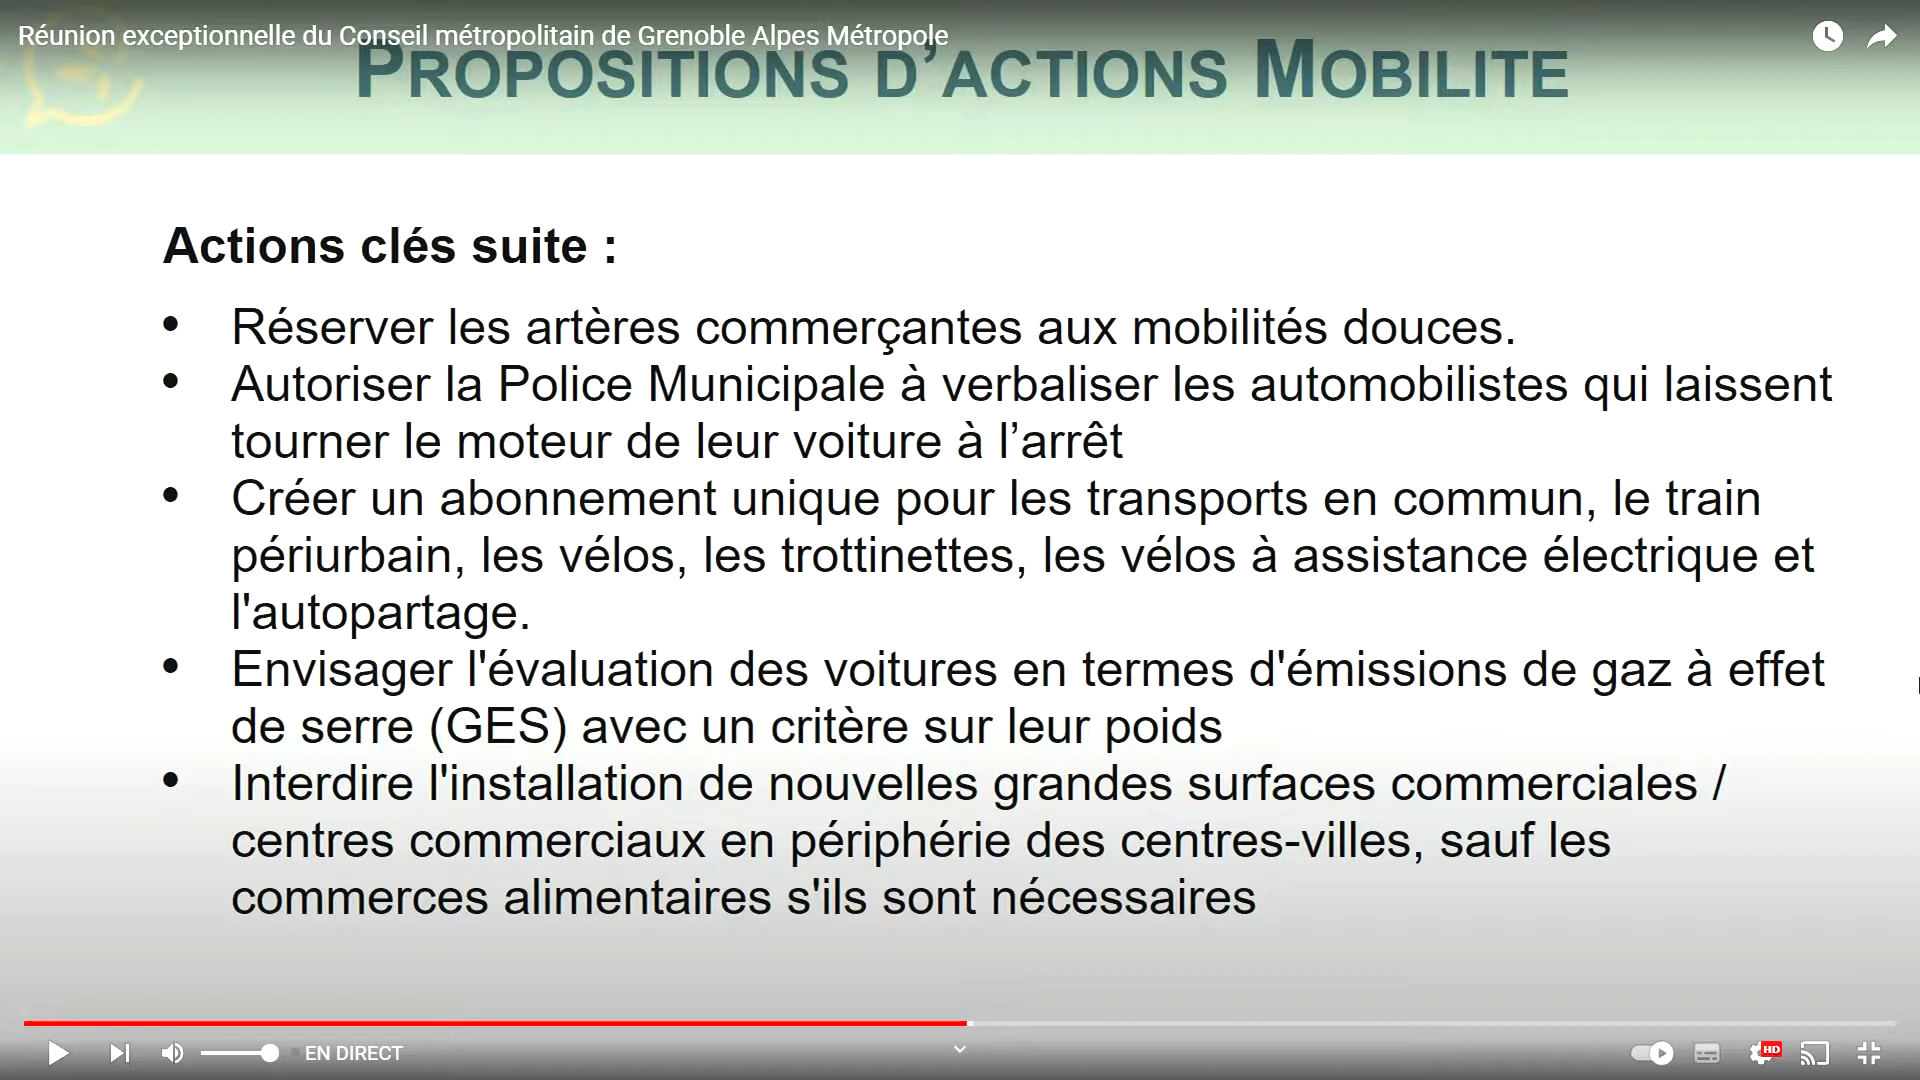 Réunion exceptionnelle du Conseil métropolitain de Grenoble Alpes Métropole
PROPOSITIONS D’ACTIONS MOBILITE
Actions clés suite :
• Réserver les artères commerçantes aux mobilités douces.
• Autoriser la Police Municipale à verbaliser les automobilistes qui laissent
tourner le moteur de leur voiture à l’arrêt
• Créer un abonnement unique pour les transports en commun, le train
périurbain, les vélos, les trottinettes, les vélos à assistance électrique et
l'autopartage.
• Envisager l'évaluation des voitures en termes d'émissions de gaz à effet
de serre (GES) avec un critère sur leur poids
• Interdire l'installation de nouvelles grandes surfaces commerciales /
centres commerciaux en périphérie des centres-villes, sauf les
commerces alimentaires s'ils sont nécessaires
EN DIRECT
HD